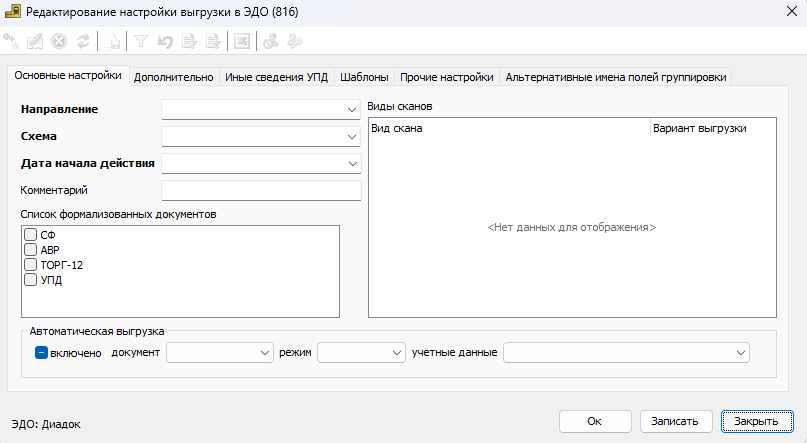 Редактирование настройки выгрузки в ЭДО (816)
Основные настройки Дополнительно Иные сведения УПД Шаблоны Прочие настройки Альтернативные имена полей группировки
Направление
Схема
Дата начала действия
Комментарий
Список формализованных документов
СФ
АВР
ТОРГ-12
УПД
Виды сканов
Вид скана Вариант выгрузки
<Нет данных для отображения>
Автоматическая выгрузка
включено документ режим учетные данные
ЭДО: Диадок
Ок Записать Закрыть